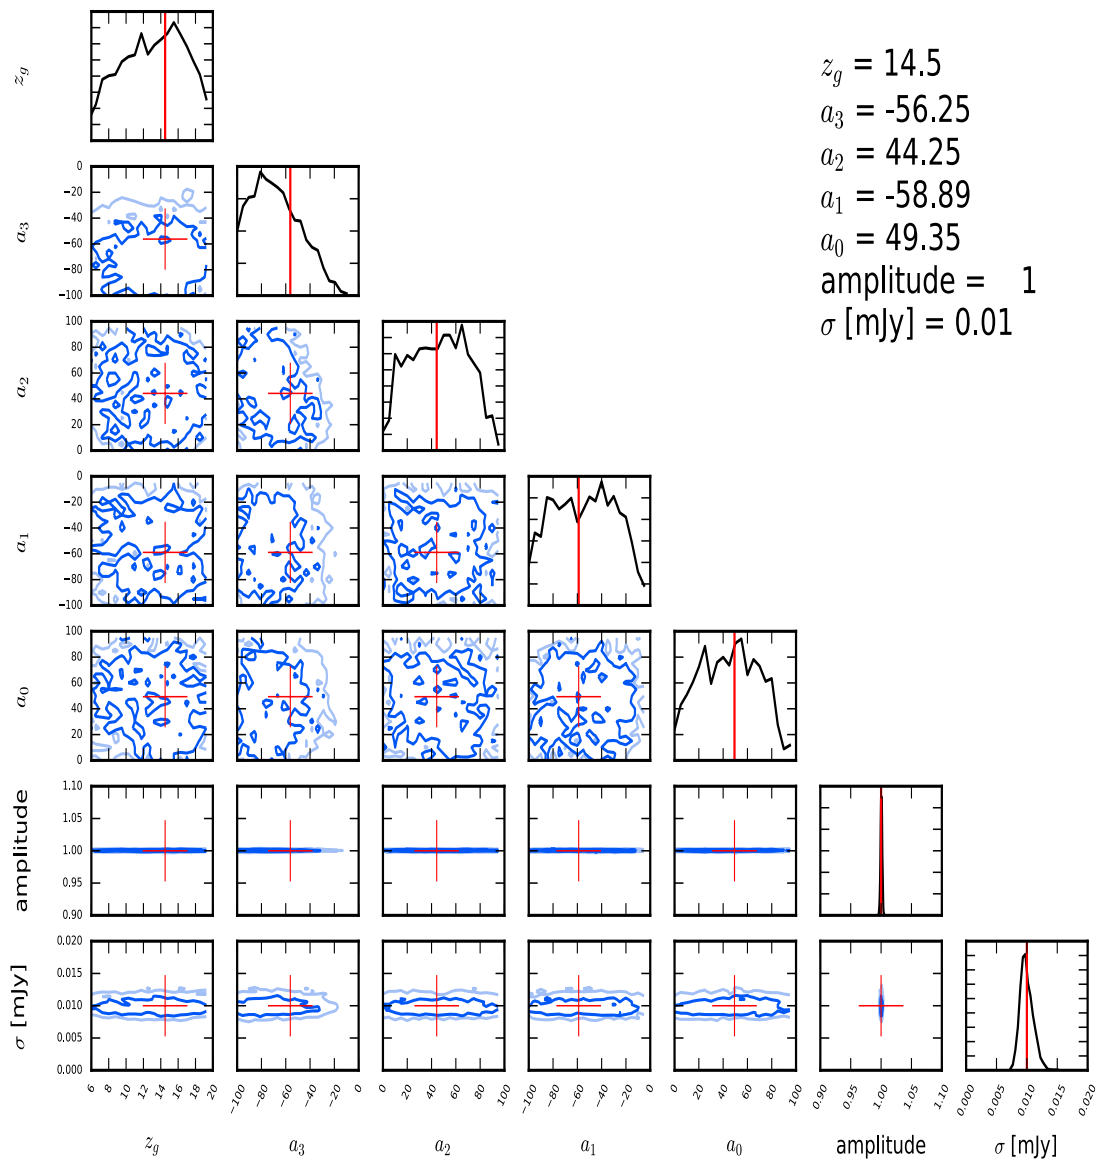 z_g
z_g = 14.5
a_3 = -56.25
a_2 = 44.25
a_1 = -58.89
a_0 = 49.35
amplitude = 1
σ [mJy] = 0.01
0
−20
−40
−60
−80
−100
a_3
100
80
60
40
20
0
a_2
0
−20
−40
−60
−80
−100
a_1
100
80
60
40
20
0
a_0
1.10
1.05
1.00
0.95
0.90
amplitude
0.020
0.015
0.010
0.005
0.000
σ [mJy]
6 8 10 12 14 16 18 20 −100 −80 −60 −40 −20 0 0 20 40 60 80 100 −100 −80 −60 −40 −20 0 0 20 40 60 80 100 0.90 0.95 1.00 1.05 1.10 0.000 0.005 0.010 0.015 0.020
z_g a_3 a_2 a_1 a_0 amplitude σ [mJy]